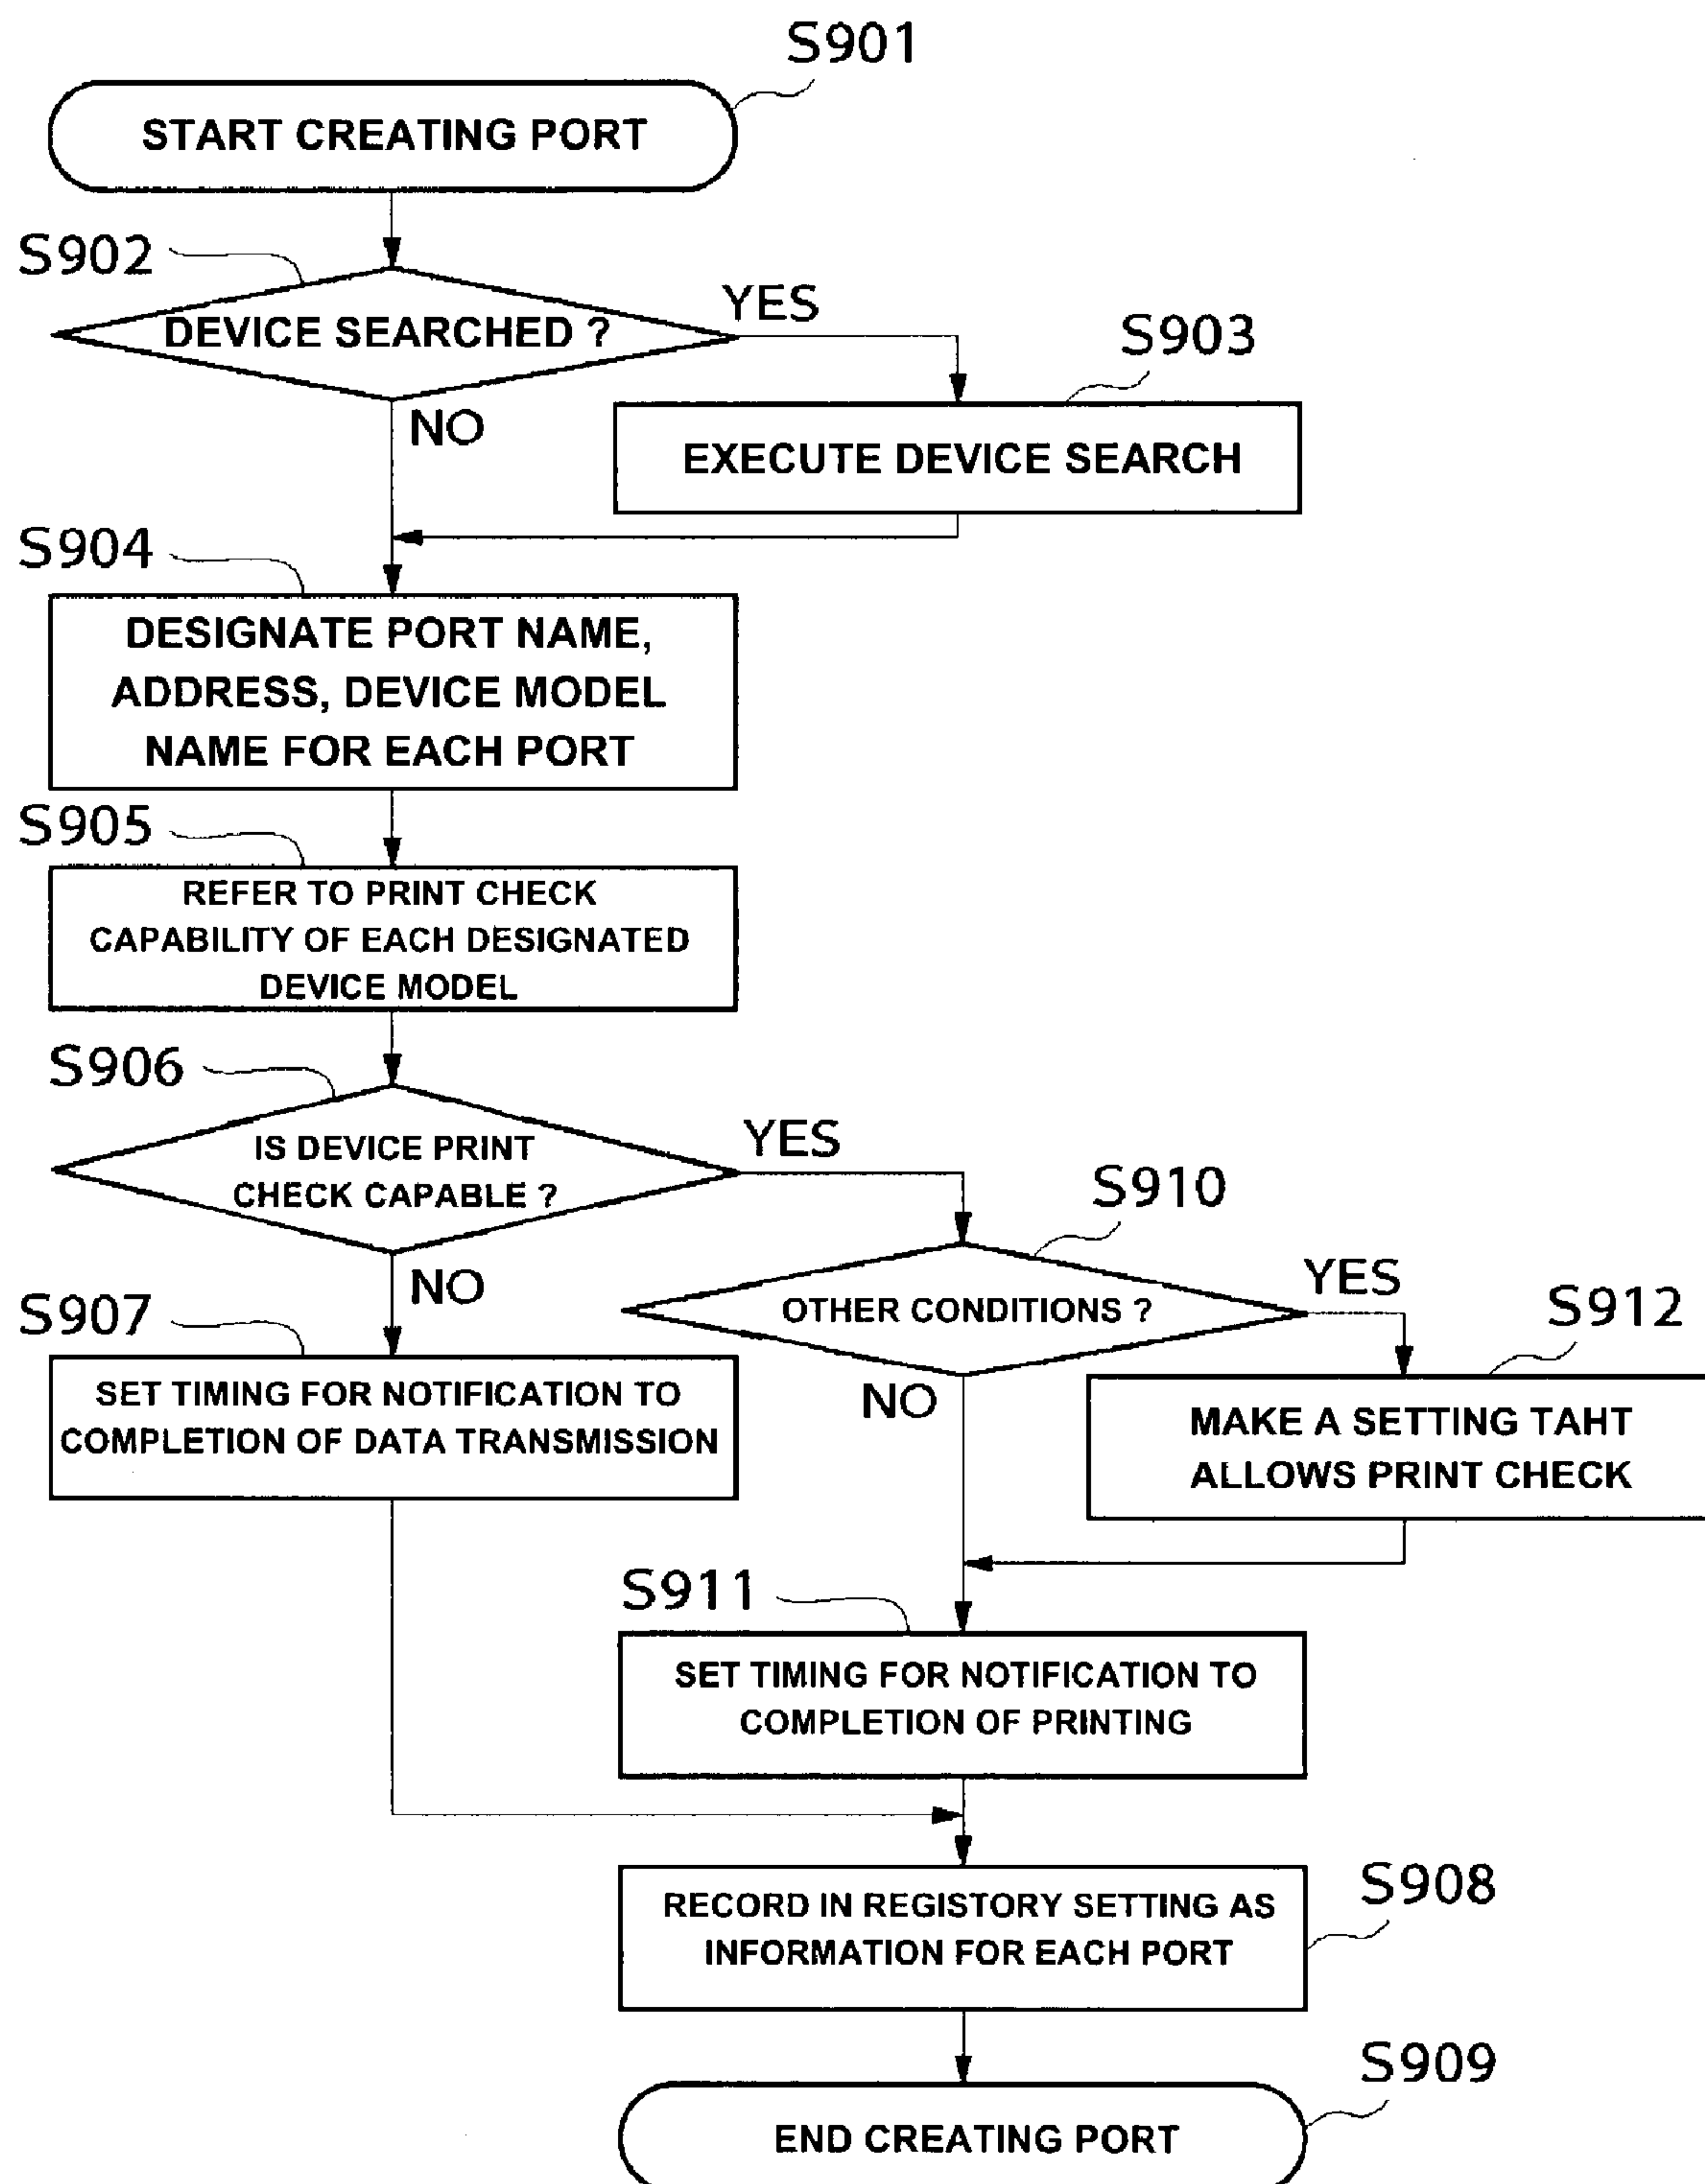 S901
START CREATING PORT
S902
DEVICE SEARCHED ?
YES
S903
NO
EXECUTE DEVICE SEARCH
S904
DESIGNATE PORT NAME,
ADDRESS, DEVICE MODEL
NAME FOR EACH PORT
S905
REFER TO PRINT CHECK
CAPABILITY OF EACH DESIGNATED
DEVICE MODEL
S906
IS DEVICE PRINT
CHECK CAPABLE ?
YES
S910
NO
OTHER CONDITIONS ?
YES
S912
S907
SET TIMING FOR NOTIFICATION TO
COMPLETION OF DATA TRANSMISSION
NO
MAKE A SETTING TAHT
ALLOWS PRINT CHECK
S911
SET TIMING FOR NOTIFICATION TO
COMPLETION OF PRINTING
RECORD IN REGISTORY SETTING AS
INFORMATION FOR EACH PORT
S908
S909
END CREATING PORT